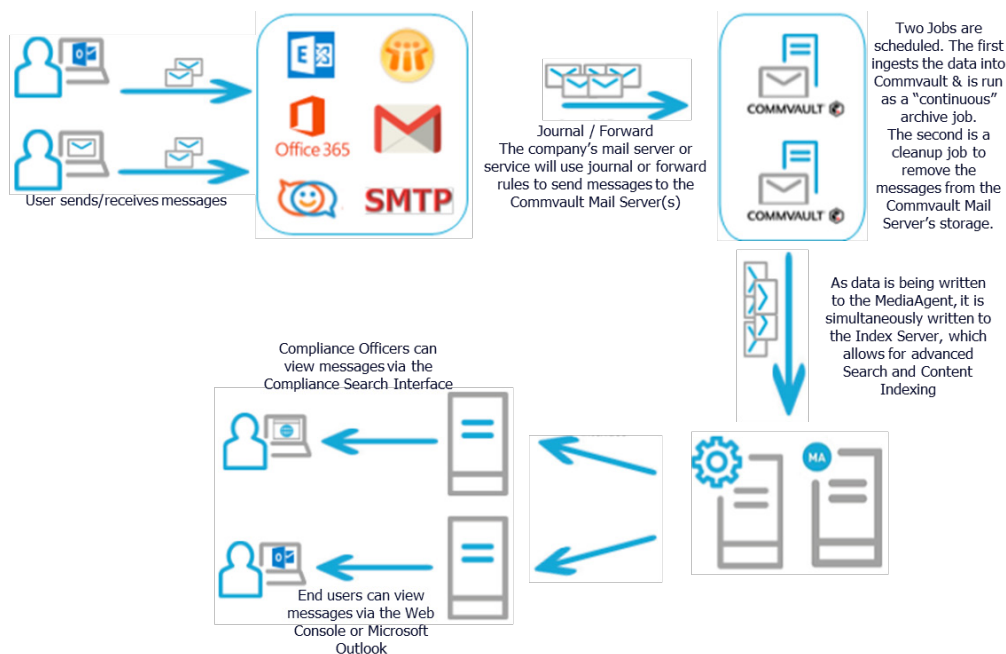 User sends/receives messages
Office 365
SMTP
Journal / Forward
The company's mail server or
service will use journal or forward
rules to send messages to the
Commvault Mail Server(s)
COMMVAULT
COMMVAULT
Two Jobs are
scheduled. The first
ingests the data into
Commvault & is run
as a “continuous”
archive job.
The second is a
cleanup job to
remove the
messages from the
Commvault Mail
Server's storage.
As data is being written
to the MediaAgent, it is
simultaneously written to
the Index Server, which
allows for advanced
Search and Content
Indexing
MA
Compliance Officers can
view messages via the
Compliance Search Interface
End users can view
messages via the Web
Console or Microsoft
Outlook